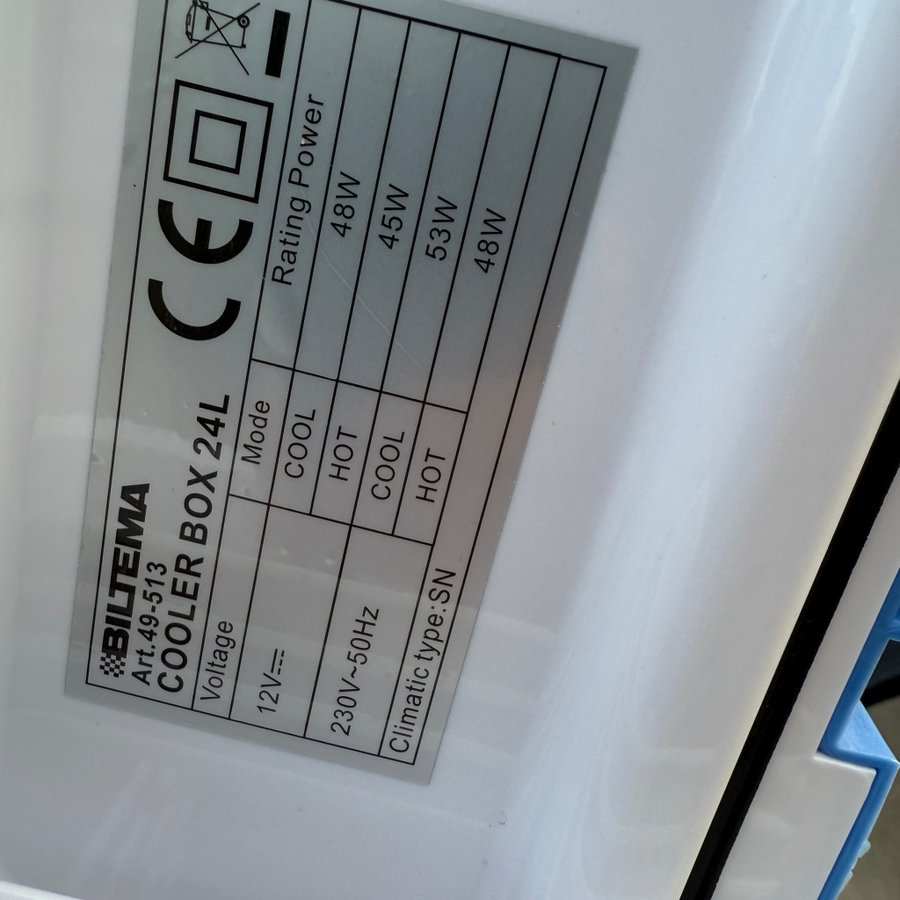 BILTEMA
Art.49-513
COOLER BOX 24L
CE
Voltage Mode Rating Power
12V⎓ COOL 48W
HOT 45W
230V~50Hz COOL 53W
HOT 48W
Climatic type:SN